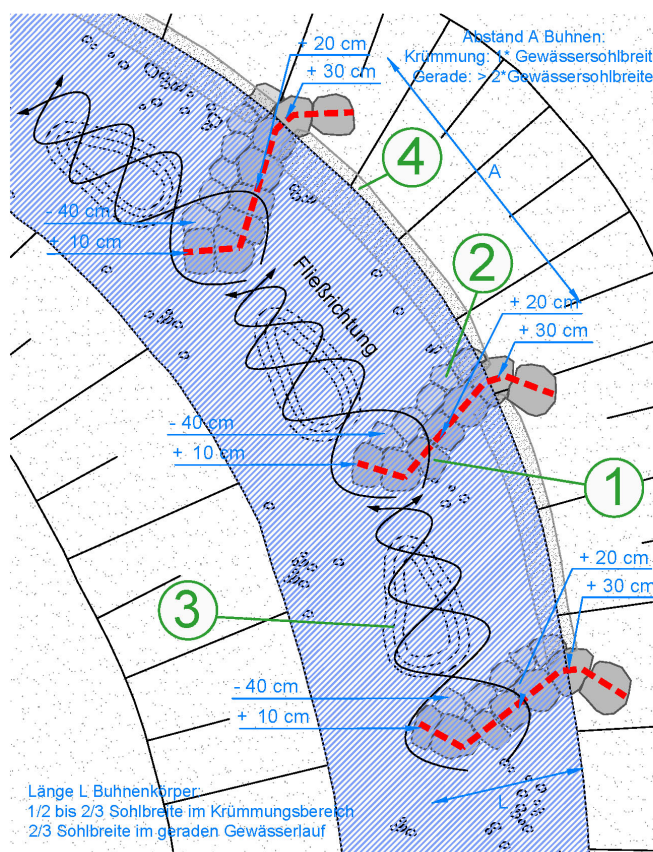 Abstand A Buhnen:
Krümmung: 1* Gewässersohlbreit
Gerade: > 2*Gewässersohlbreite
+ 20 cm
+ 30 cm
4
A
2
- 40 cm
+ 10 cm
Fließrichtung
+ 20 cm
+ 30 cm
- 40 cm
+ 10 cm
1
+ 20 cm
+ 30 cm
3
- 40 cm
+ 10 cm
L
Länge L Buhnenkörper:
1/2 bis 2/3 Sohlbreite im Krümmungsbereich
2/3 Sohlbreite im geraden Gewässerlauf